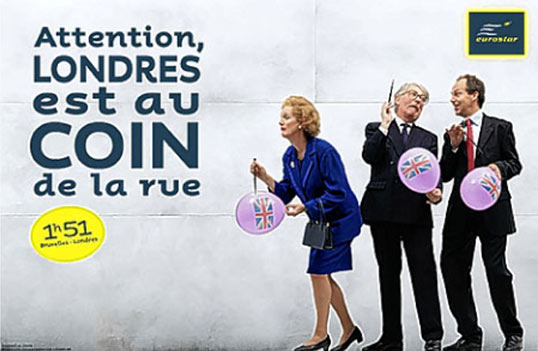 Attention,
LONDRES
est au
COIN
de la rue
1h51
Bruxelles - Londres
eurostar